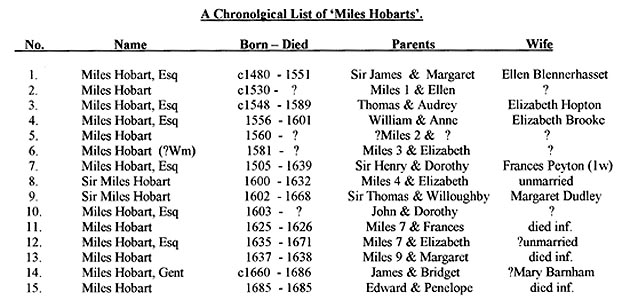 A Chronolgical List of ‘Miles Hobarts’.
No. Name Born – Died Parents Wife
1. Miles Hobart, Esq c1480 - 1551 Sir James & Margaret Ellen Blennerhasset
2. Miles Hobart c1530 - ? Miles 1 & Ellen ?
3. Miles Hobart, Esq c1548 - 1589 Thomas & Audrey Elizabeth Hopton
4. Miles Hobart, Esq 1556 - 1601 William & Anne Elizabeth Brooke
5. Miles Hobart 1560 - ? ?Miles 2 & ? ?
6. Miles Hobart (?Wm) 1581 - ? Miles 3 & Elizabeth ?
7. Miles Hobart, Esq 1505 - 1639 Sir Henry & Dorothy Frances Peyton (1w)
8. Sir Miles Hobart 1600 - 1632 Miles 4 & Elizabeth unmarried
9. Sir Miles Hobart 1602 - 1668 Sir Thomas & Willoughby Margaret Dudley
10. Miles Hobart, Esq 1603 - ? John & Dorothy ?
11. Miles Hobart 1625 - 1626 Miles 7 & Frances died inf.
12. Miles Hobart, Esq 1635 - 1671 Miles 7 & Elizabeth ?unmarried
13. Miles Hobart 1637 - 1638 Miles 9 & Margaret died inf.
14. Miles Hobart, Gent c1660 - 1686 James & Bridget ?Mary Barnham
15. Miles Hobart 1685 - 1685 Edward & Penelope died inf.